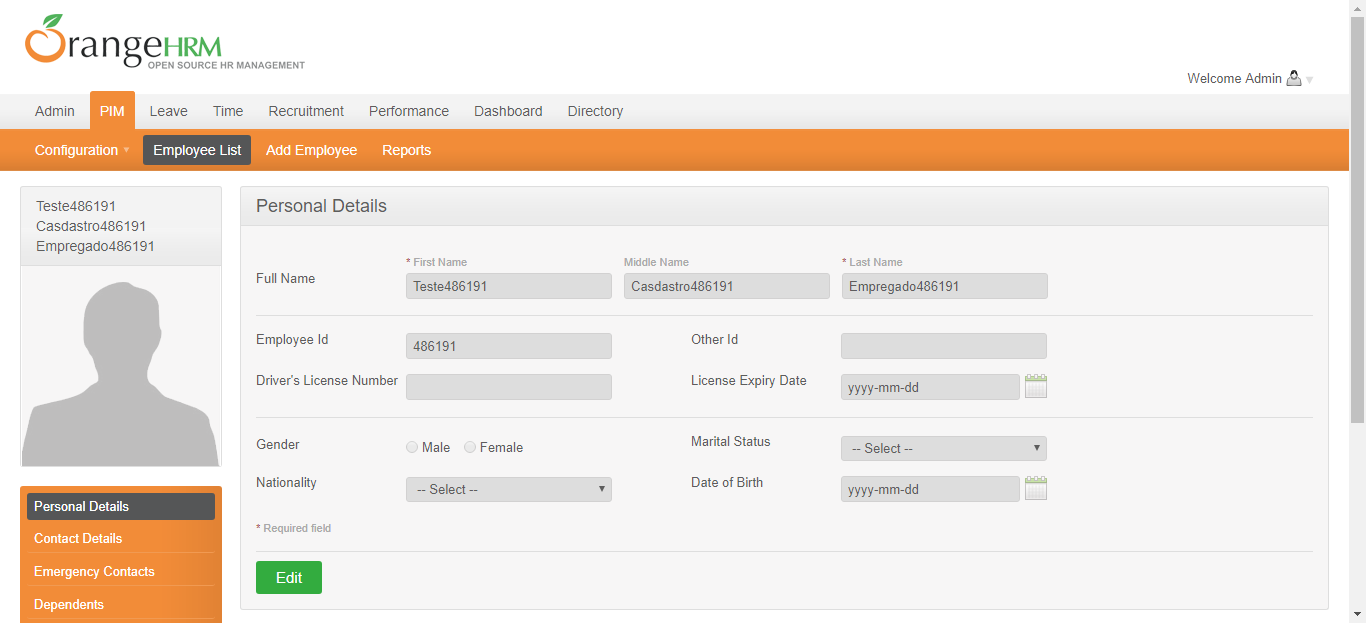 OrangeHRM
OPEN SOURCE HR MANAGEMENT
Welcome Admin
Admin PIM Leave Time Recruitment Performance Dashboard Directory
Configuration Employee List Add Employee Reports
Teste486191
Casdastro486191
Empregado486191
Personal Details
Full Name
* First Name Middle Name * Last Name
Teste486191 Casdastro486191 Empregado486191
Employee Id 486191 Other Id
Driver's License Number License Expiry Date yyyy-mm-dd
Gender Male Female Marital Status -- Select --
Nationality -- Select -- Date of Birth yyyy-mm-dd
* Required field
Edit
Personal Details
Contact Details
Emergency Contacts
Dependents